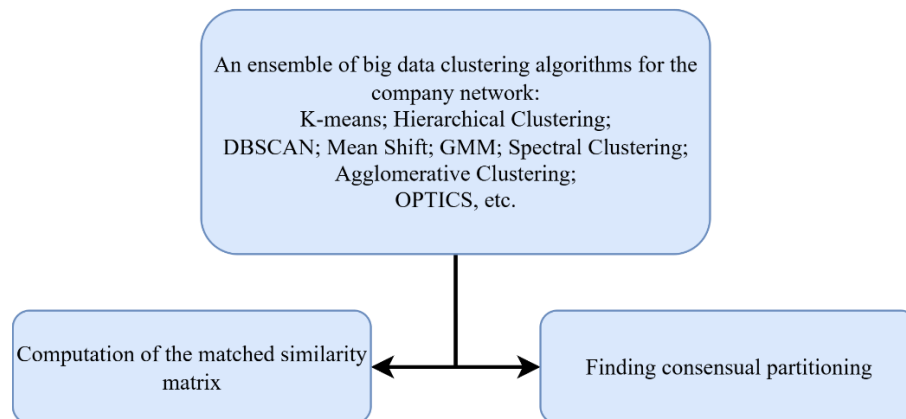 An ensemble of big data clustering algorithms for the
company network:
K-means; Hierarchical Clustering;
DBSCAN; Mean Shift; GMM; Spectral Clustering;
Agglomerative Clustering;
OPTICS, etc.
Computation of the matched similarity
matrix
Finding consensual partitioning